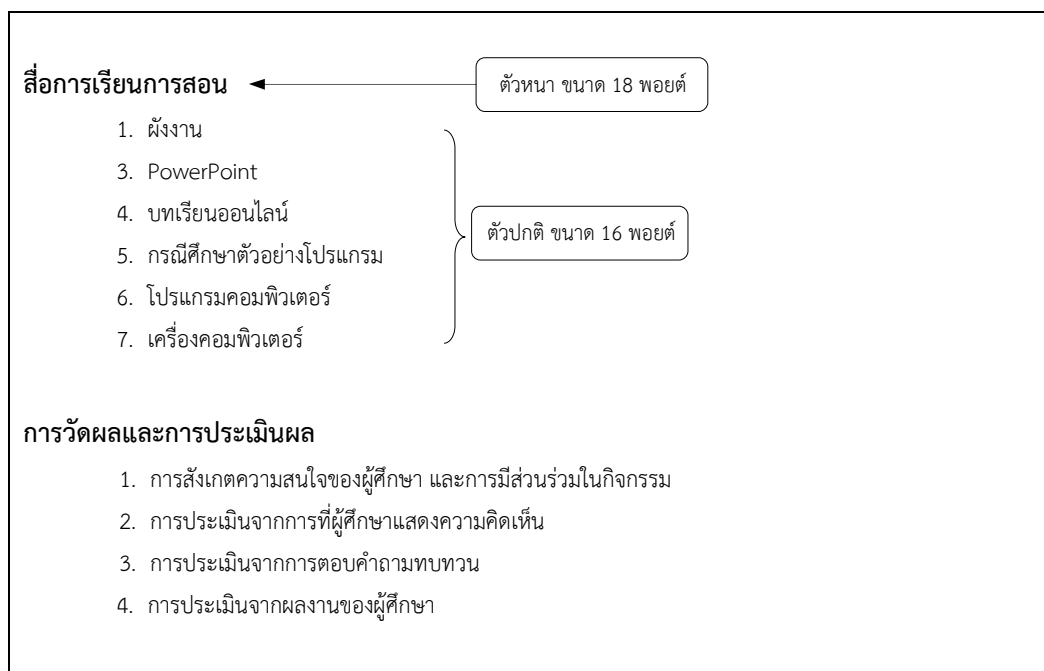 สื่อการเรียนการสอน
ตัวหนา ขนาด 18 พอยต์
1. ผังงาน
3. PowerPoint
4. บทเรียนออนไลน์
5. กรณีศึกษาตัวอย่างโปรแกรม
6. โปรแกรมคอมพิวเตอร์
7. เครื่องคอมพิวเตอร์
ตัวปกติ ขนาด 16 พอยต์
การวัดผลและการประเมินผล
1. การสังเกตความสนใจของผู้ศึกษา และการมีส่วนร่วมในกิจกรรม
2. การประเมินจากการที่ผู้ศึกษาแสดงความคิดเห็น
3. การประเมินจากการตอบคำถามทบทวน
4. การประเมินจากผลงานของผู้ศึกษา